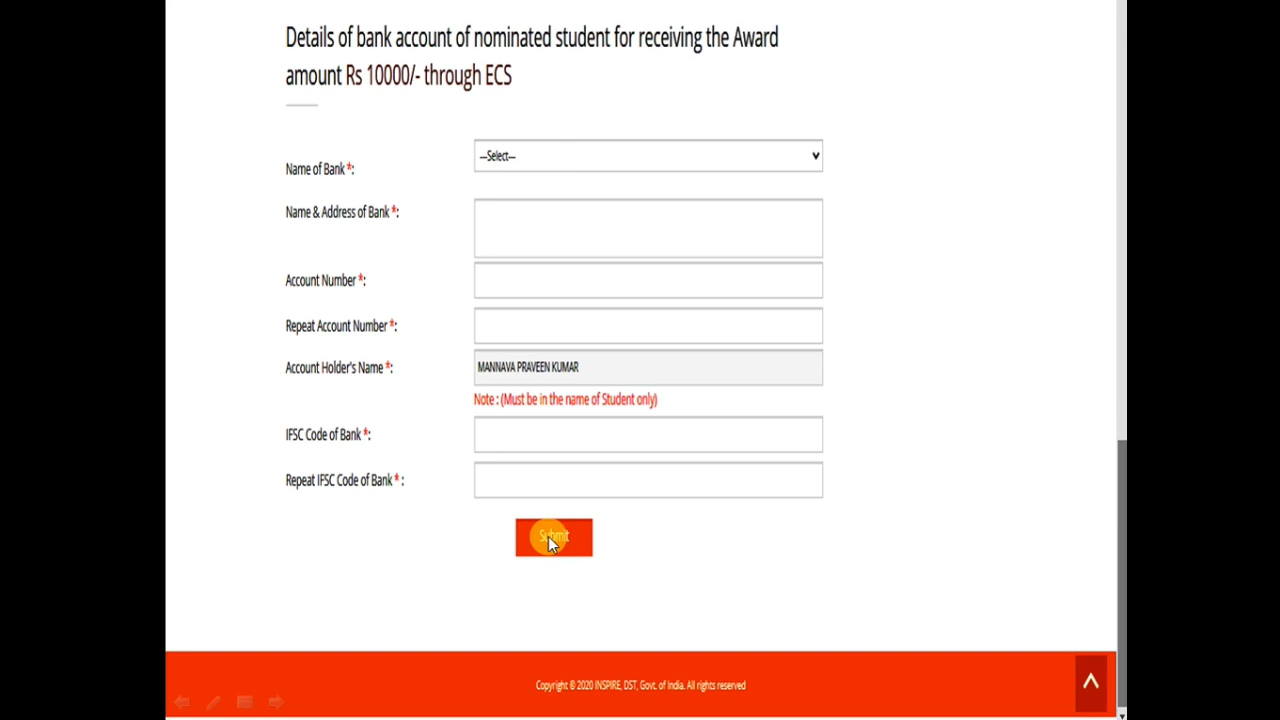 Details of bank account of nominated student for receiving the Award
amount Rs 10000/- through ECS
Name of Bank *:
---Select---
Name & Address of Bank *:
Account Number *:
Repeat Account Number *:
Account Holder's Name *:
MANNAVA PRAVEEN KUMAR
Note : (Must be in the name of Student only)
IFSC Code of Bank *:
Repeat IFSC Code of Bank * :
Submit
Copyright © 2020 INSPIRE, DST, Govt. of India. All rights reserved